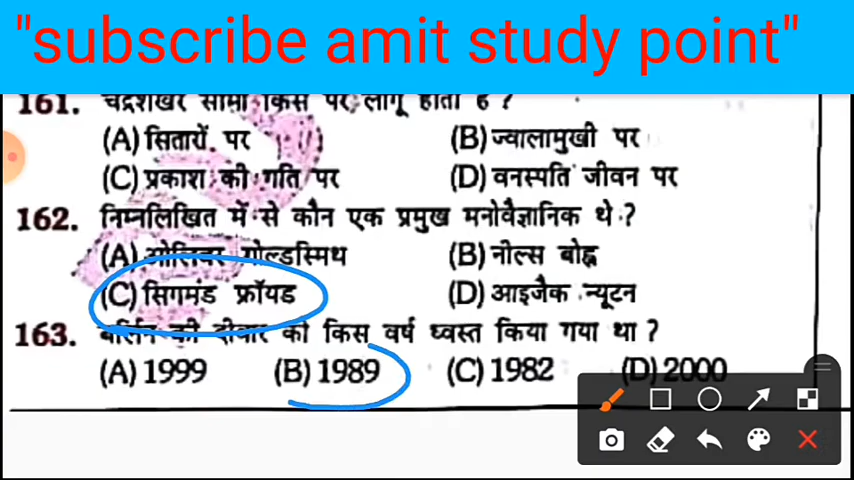 "subscribe amit study point"
161. चंद्रशेखर सीमा किस पर लागू होती है ?
(A) सितारों पर (B) ज्वालामुखी पर
(C) प्रकाश की गति पर (D) वनस्पति जीवन पर
162. निम्नलिखित में से कौन एक प्रमुख मनोवैज्ञानिक थे ?
(A) ओलिवर गोल्डस्मिथ (B) नील्स बोह्र
(C) सिगमंड फ्रॉयड (D) आइजैक न्यूटन
163. बर्लिन की दीवार को किस वर्ष ध्वस्त किया गया था ?
(A) 1999 (B) 1989 (C) 1982 (D) 2000